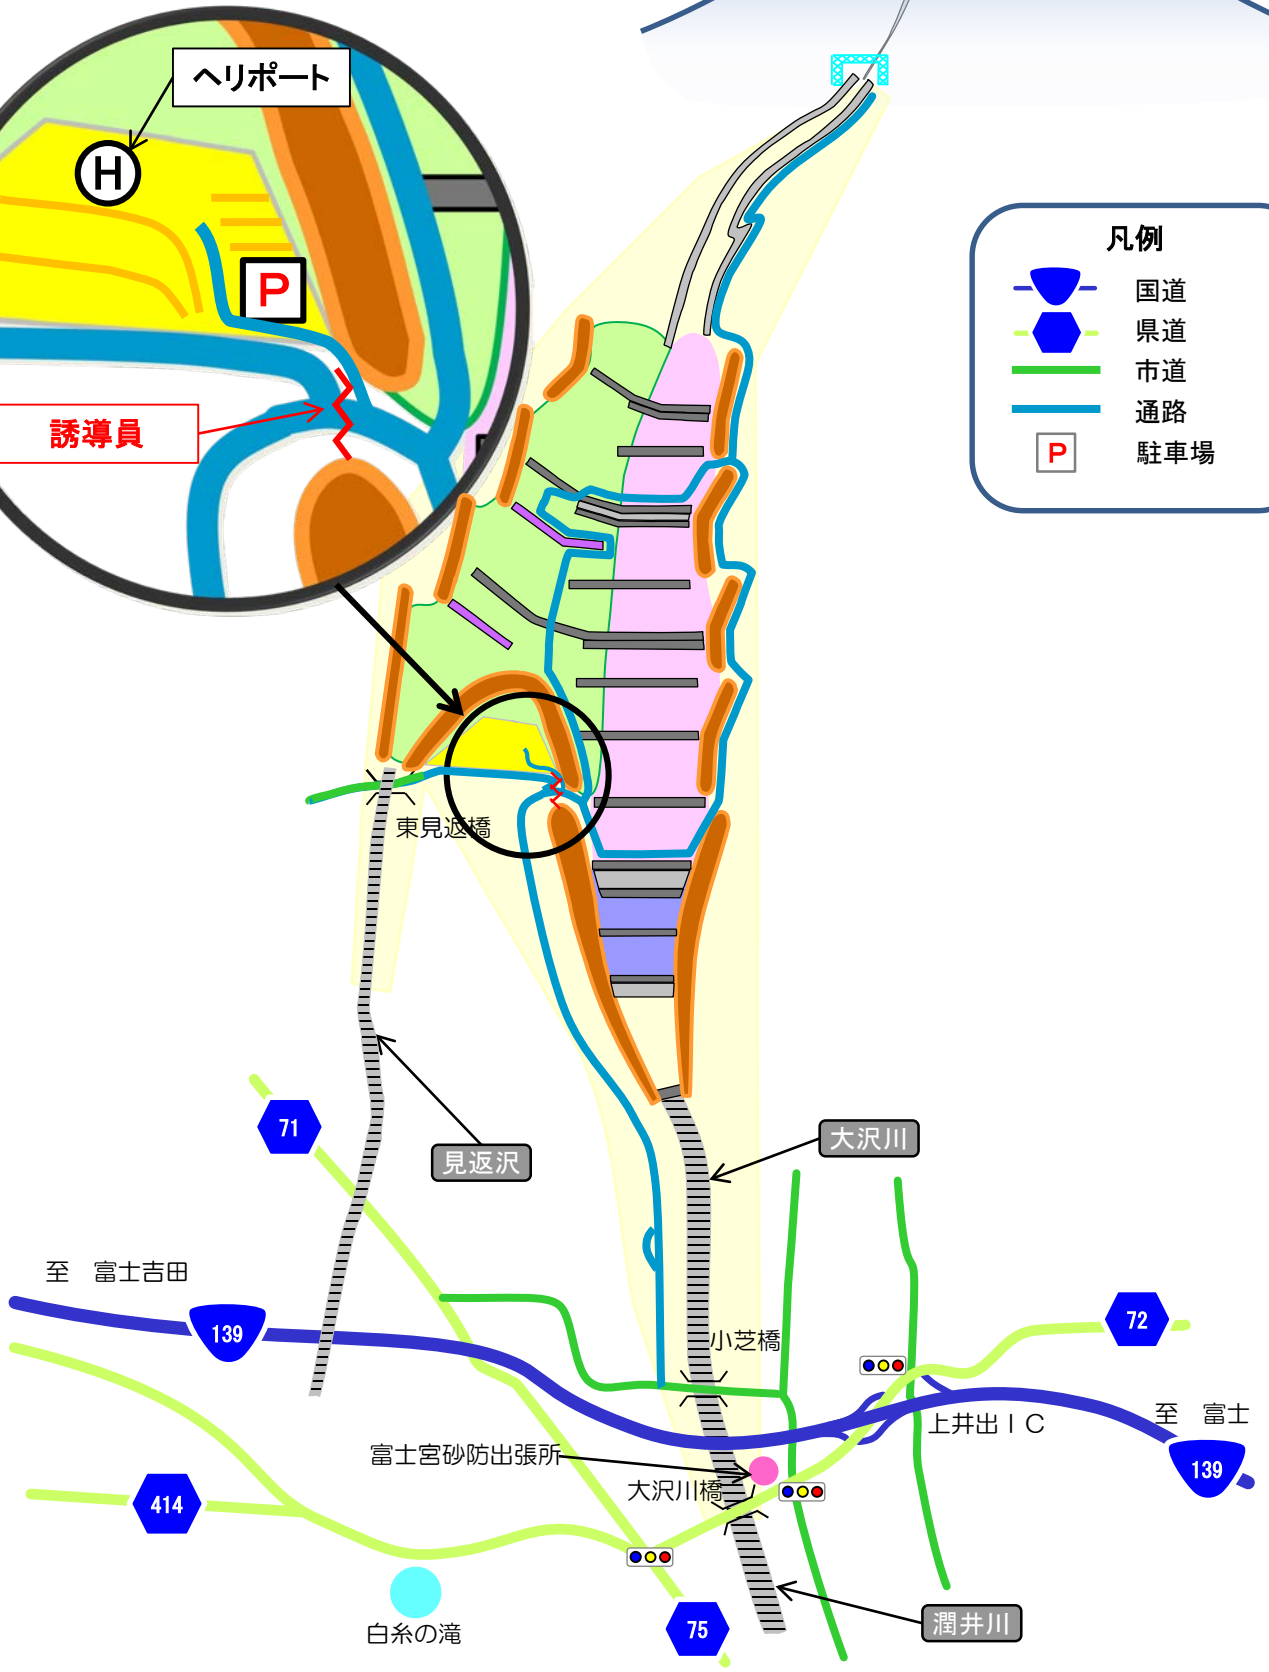 ヘリポート
H
P
誘導員
凡例
国道
県道
市道
通路
P
駐車場
東見返橋
71
見返沢
大沢川
至 富士吉田
139
72
小芝橋
上井出IC
至 富士
139
富士宮砂防出張所
大沢川橋
414
白糸の滝
75
潤井川